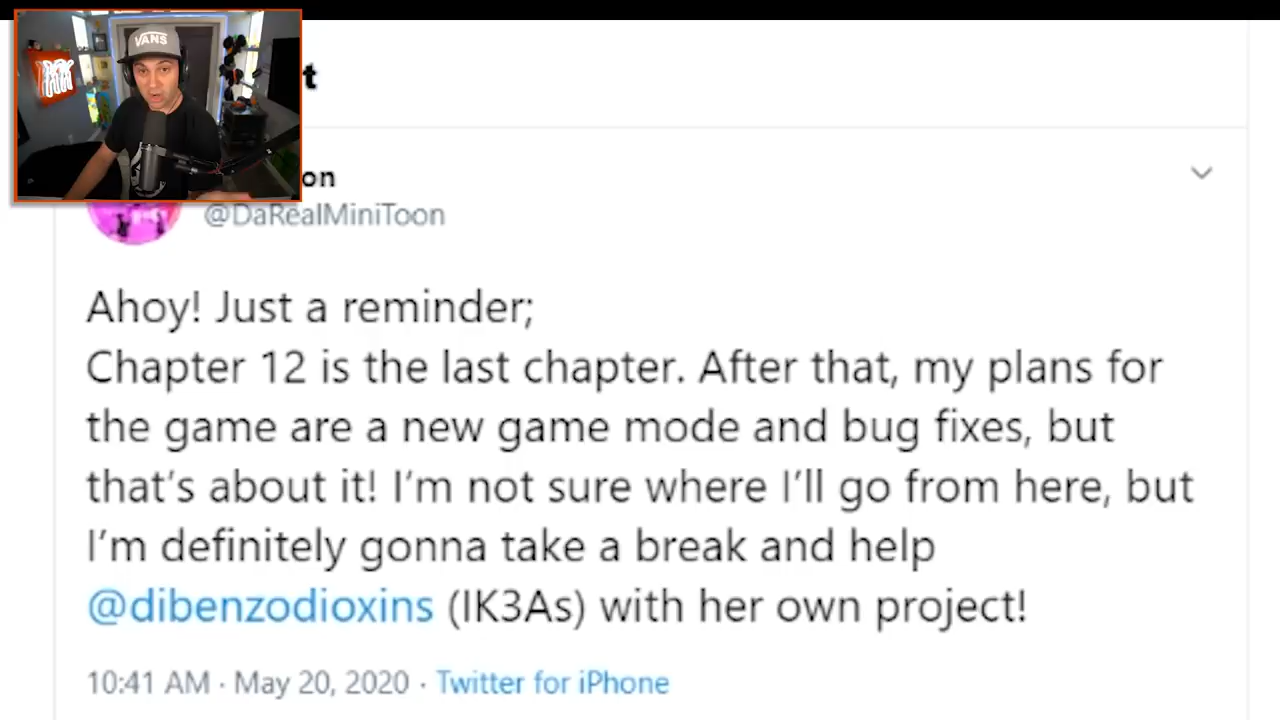 VANS
t
on
@DaRealMiniToon
Ahoy! Just a reminder;
Chapter 12 is the last chapter. After that, my plans for
the game are a new game mode and bug fixes, but
that's about it! I'm not sure where I'll go from here, but
I'm definitely gonna take a break and help
@dibenzodioxins (IK3As) with her own project!
10:41 AM · May 20, 2020 · Twitter for iPhone